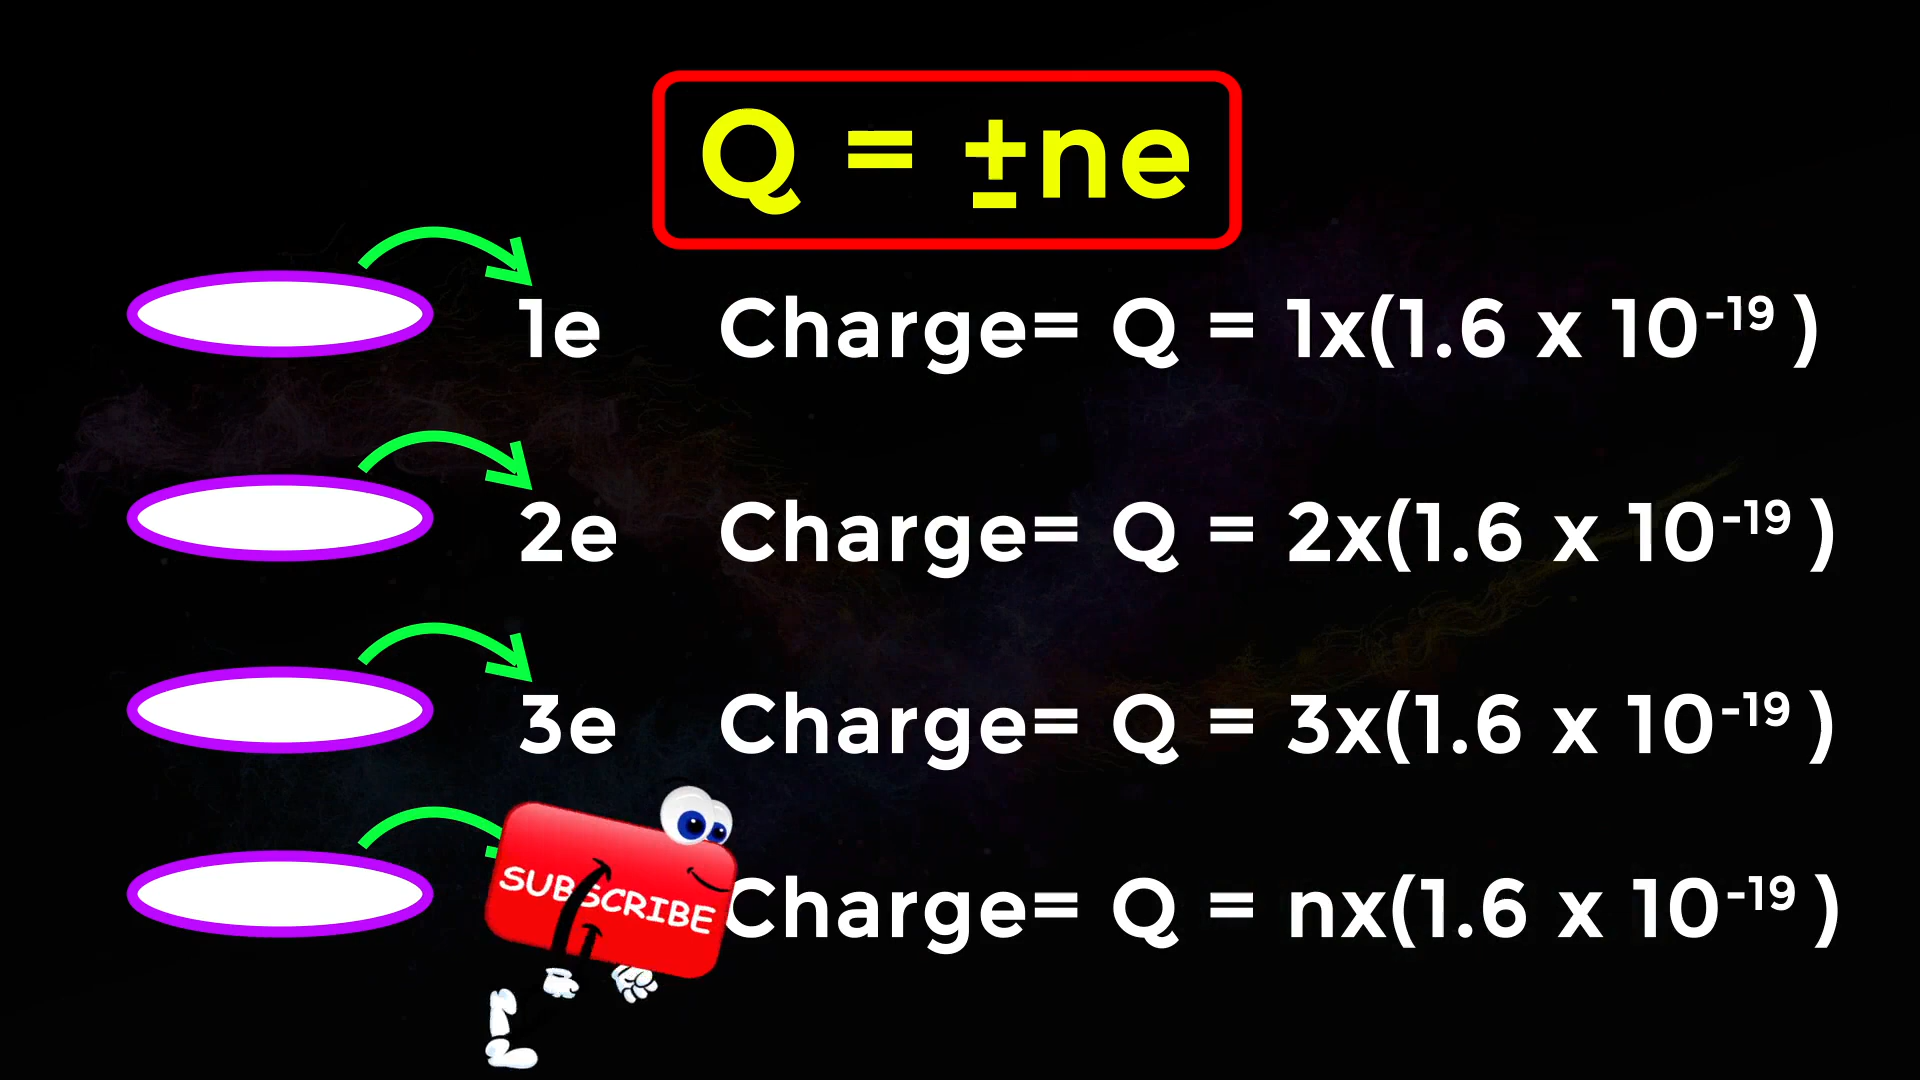 Q = ±ne
1e Charge= Q = 1x(1.6 x 10⁻¹⁹ )
2e Charge= Q = 2x(1.6 x 10⁻¹⁹ )
3e Charge= Q = 3x(1.6 x 10⁻¹⁹ )
SUBSCRIBE Charge= Q = nx(1.6 x 10⁻¹⁹ )